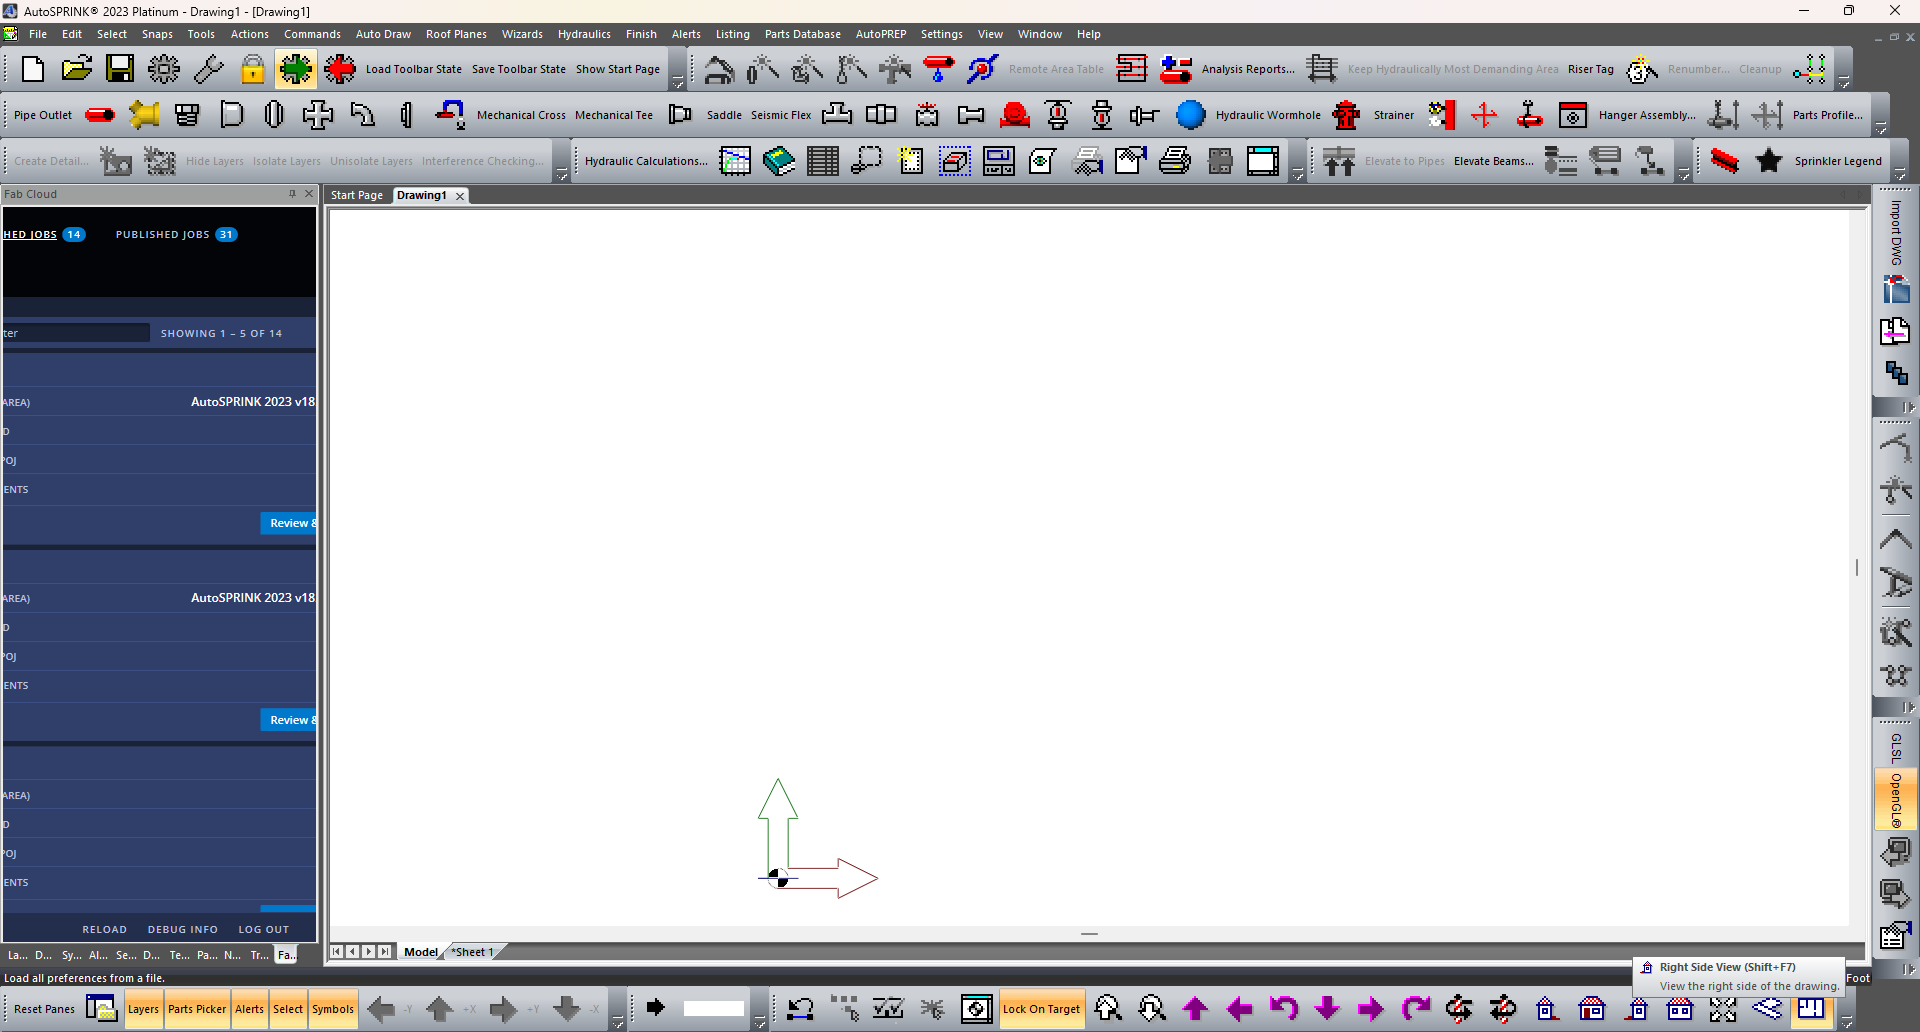 AutoSPRINK® 2023 Platinum - Drawing1 - [Drawing1]
File Edit Select Snaps Tools Actions Commands Auto Draw Roof Planes Wizards Hydraulics Finish Alerts Listing Parts Database AutoPREP Settings View Window Help
Load Toolbar State Save Toolbar State Show Start Page Remote Area Table Analysis Reports... Keep Hydraulically Most Demanding Area Riser Tag Renumber... Cleanup
Pipe Outlet Mechanical Cross Mechanical Tee Saddle Seismic Flex Hydraulic Wormhole Strainer Hanger Assembly... Parts Profile...
Create Detail... Hide Layers Isolate Layers Unisolate Layers Interference Checking... Hydraulic Calculations... Elevate to Pipes Elevate Beams... Sprinkler Legend
Fab Cloud
Start Page Drawing1
Import DWG
HED JOBS 14 PUBLISHED JOBS 31
ter SHOWING 1 – 5 OF 14
AREA) AutoSPRINK 2023 v18
D
POJ
ENTS
Review &
AREA) AutoSPRINK 2023 v18
D
POJ
ENTS
Review &
AREA)
D
POJ
ENTS
GLSL
OpenGL®
RELOAD DEBUG INFO LOG OUT
La... D... Sy... Al... Se... D... Te... Pa... N... Tr... Fa...
Model *Sheet 1
Load all preferences from a file.
Foot
Right Side View (Shift+F7)
View the right side of the drawing.
Reset Panes Layers Parts Picker Alerts Select Symbols -Y +X +Y -X Lock On Target